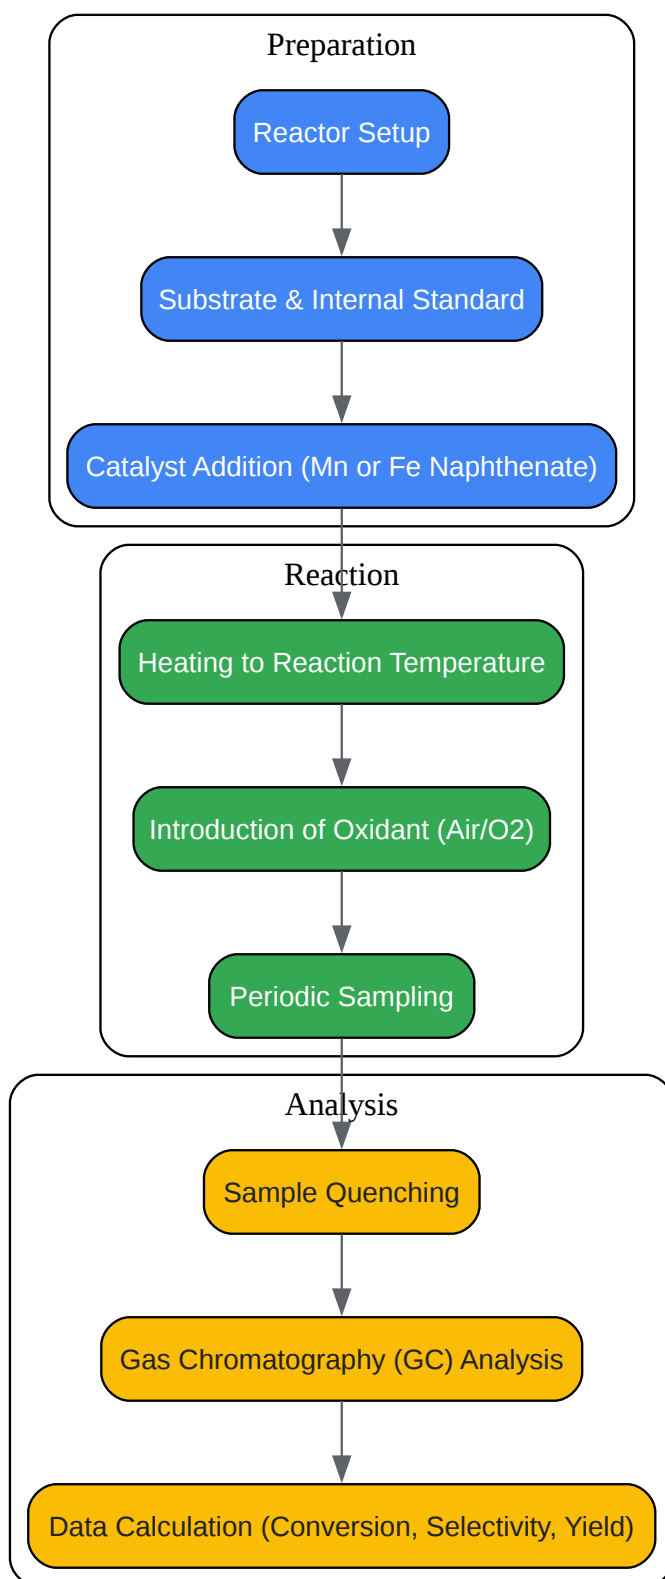 Preparation
Reactor Setup
Substrate & Internal Standard
Catalyst Addition (Mn or Fe Naphthenate)
Reaction
Heating to Reaction Temperature
Introduction of Oxidant (Air/O2)
Periodic Sampling
Analysis
Sample Quenching
Gas Chromatography (GC) Analysis
Data Calculation (Conversion, Selectivity, Yield)